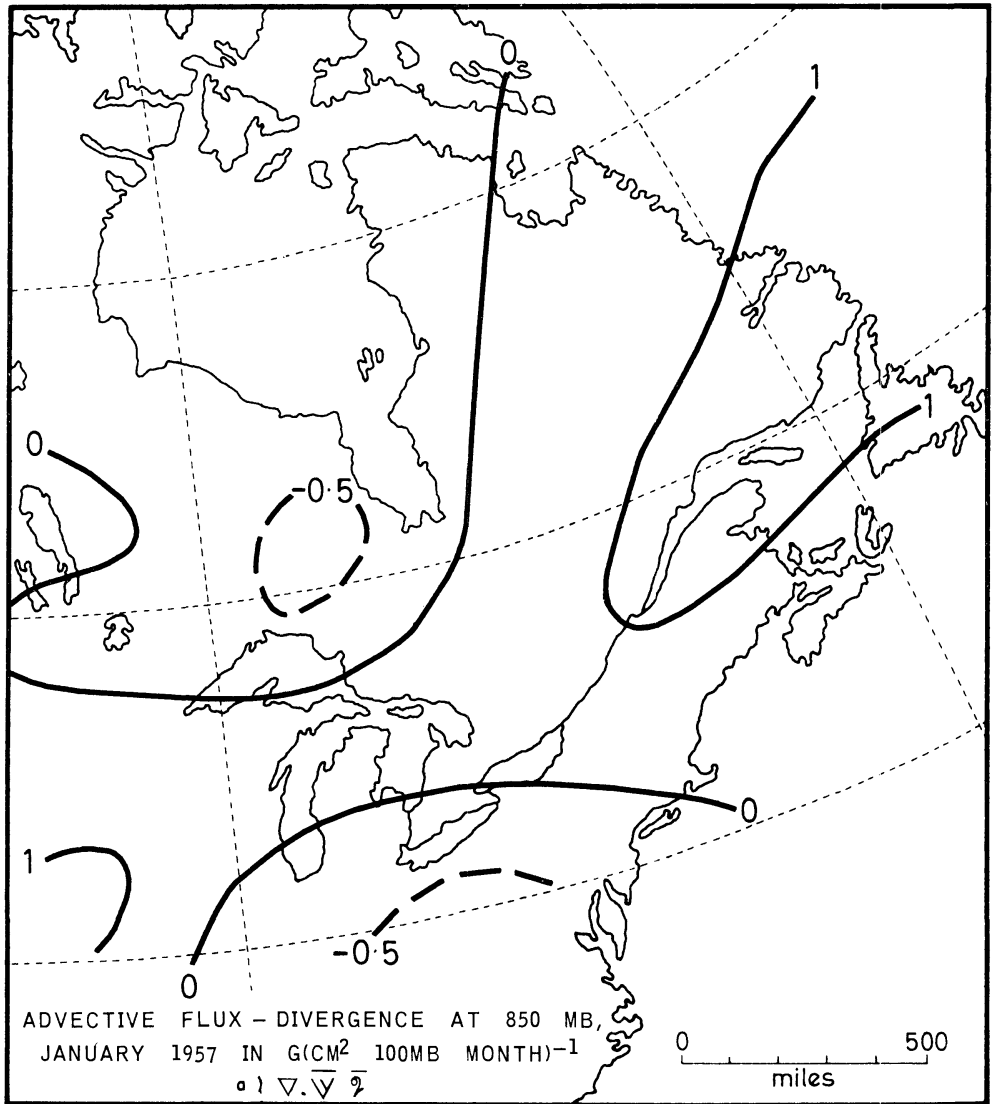 0
1
0
-0.5
1
1
0
-0.5
0
ADVECTIVE FLUX – DIVERGENCE AT 850 MB,
JANUARY 1957 IN G(CM² 100MB MONTH)⁻¹
a) ∇. V̅ q̅
0 500
miles